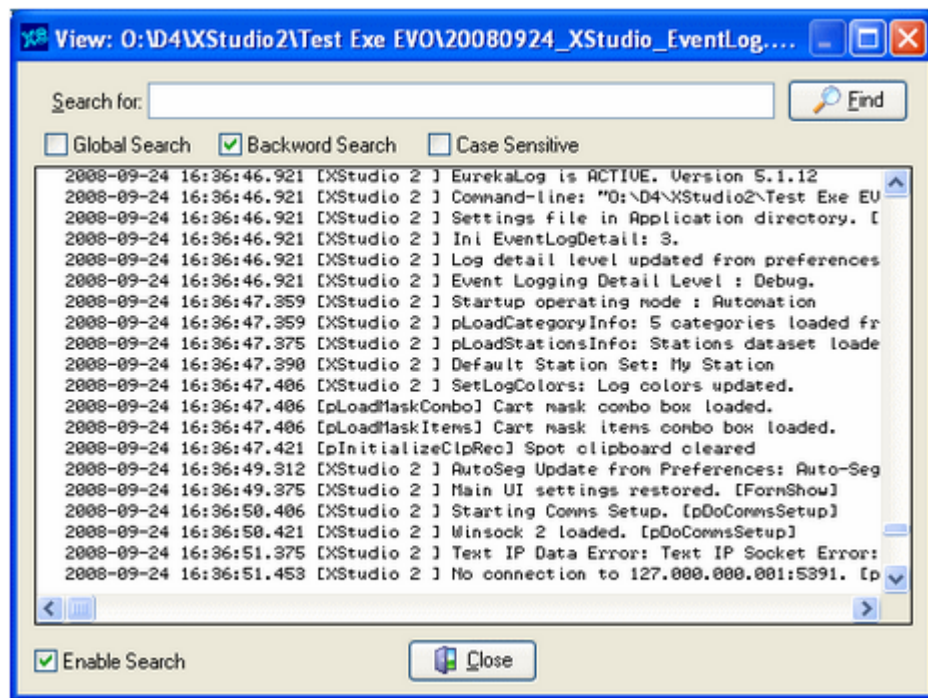 View: O:\D4\XStudio2\Test Exe EVO\20080924_XStudio_EventLog....
Search for:
Find
Global Search Backword Search Case Sensitive
2008-09-24 16:36:46.921 [XStudio 2 ] EurekaLog is ACTIVE. Version 5.1.12
2008-09-24 16:36:46.921 [XStudio 2 ] Command-line: "O:\D4\XStudio2\Test Exe EV
2008-09-24 16:36:46.921 [XStudio 2 ] Settings file in Application directory. [
2008-09-24 16:36:46.921 [XStudio 2 ] Ini EventLogDetail: 3.
2008-09-24 16:36:46.921 [XStudio 2 ] Log detail level updated from preferences
2008-09-24 16:36:46.921 [XStudio 2 ] Event Logging Detail Level : Debug.
2008-09-24 16:36:47.359 [XStudio 2 ] Startup operating mode : Automation
2008-09-24 16:36:47.359 [XStudio 2 ] pLoadCategoryInfo: 5 categories loaded fr
2008-09-24 16:36:47.375 [XStudio 2 ] pLoadStationsInfo: Stations dataset loade
2008-09-24 16:36:47.390 [XStudio 2 ] Default Station Set: My Station
2008-09-24 16:36:47.406 [XStudio 2 ] SetLogColors: Log colors updated.
2008-09-24 16:36:47.406 [pLoadMaskCombo] Cart mask combo box loaded.
2008-09-24 16:36:47.406 [pLoadMaskItems] Cart mask items combo box loaded.
2008-09-24 16:36:47.421 [pInitializeClpRec] Spot clipboard cleared
2008-09-24 16:36:49.312 [XStudio 2 ] AutoSeg Update from Preferences: Auto-Seg
2008-09-24 16:36:49.375 [XStudio 2 ] Main UI settings restored. [FormShow]
2008-09-24 16:36:50.406 [XStudio 2 ] Starting Comms Setup. [pDoCommsSetup]
2008-09-24 16:36:50.421 [XStudio 2 ] Winsock 2 loaded. [pDoCommsSetup]
2008-09-24 16:36:51.375 [XStudio 2 ] Text IP Data Error: Text IP Socket Error:
2008-09-24 16:36:51.453 [XStudio 2 ] No connection to 127.000.000.001:5391. [p
Enable Search
Close